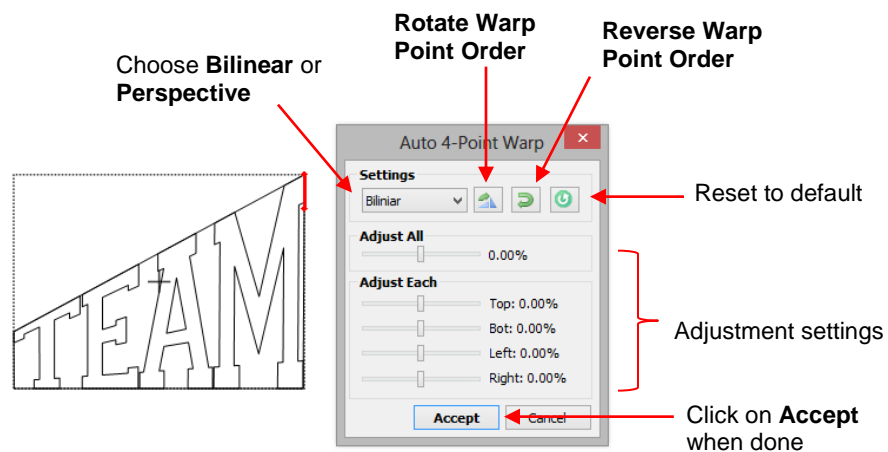 Rotate Warp
Point Order
Reverse Warp
Point Order
Choose Bilinear or
Perspective
Auto 4-Point Warp
Settings
Biliniar
Reset to default
Adjust All
0.00%
Adjust Each
Top: 0.00%
Bot: 0.00%
Left: 0.00%
Right: 0.00%
Adjustment settings
TEAM
Accept
Cancel
Click on Accept
when done